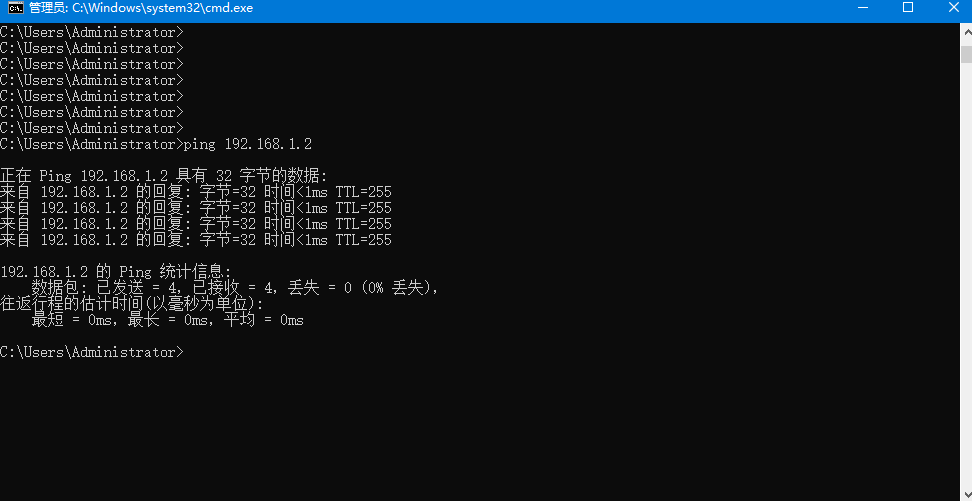 管理员: C:\Windows\system32\cmd.exe
C:\Users\Administrator>
C:\Users\Administrator>
C:\Users\Administrator>
C:\Users\Administrator>
C:\Users\Administrator>
C:\Users\Administrator>
C:\Users\Administrator>
C:\Users\Administrator>ping 192.168.1.2
正在 Ping 192.168.1.2 具有 32 字节的数据:
来自 192.168.1.2 的回复: 字节=32 时间<1ms TTL=255
来自 192.168.1.2 的回复: 字节=32 时间<1ms TTL=255
来自 192.168.1.2 的回复: 字节=32 时间<1ms TTL=255
来自 192.168.1.2 的回复: 字节=32 时间<1ms TTL=255
192.168.1.2 的 Ping 统计信息:
数据包: 已发送 = 4, 已接收 = 4, 丢失 = 0 (0% 丢失),
往返行程的估计时间(以毫秒为单位):
最短 = 0ms, 最长 = 0ms, 平均 = 0ms
C:\Users\Administrator>